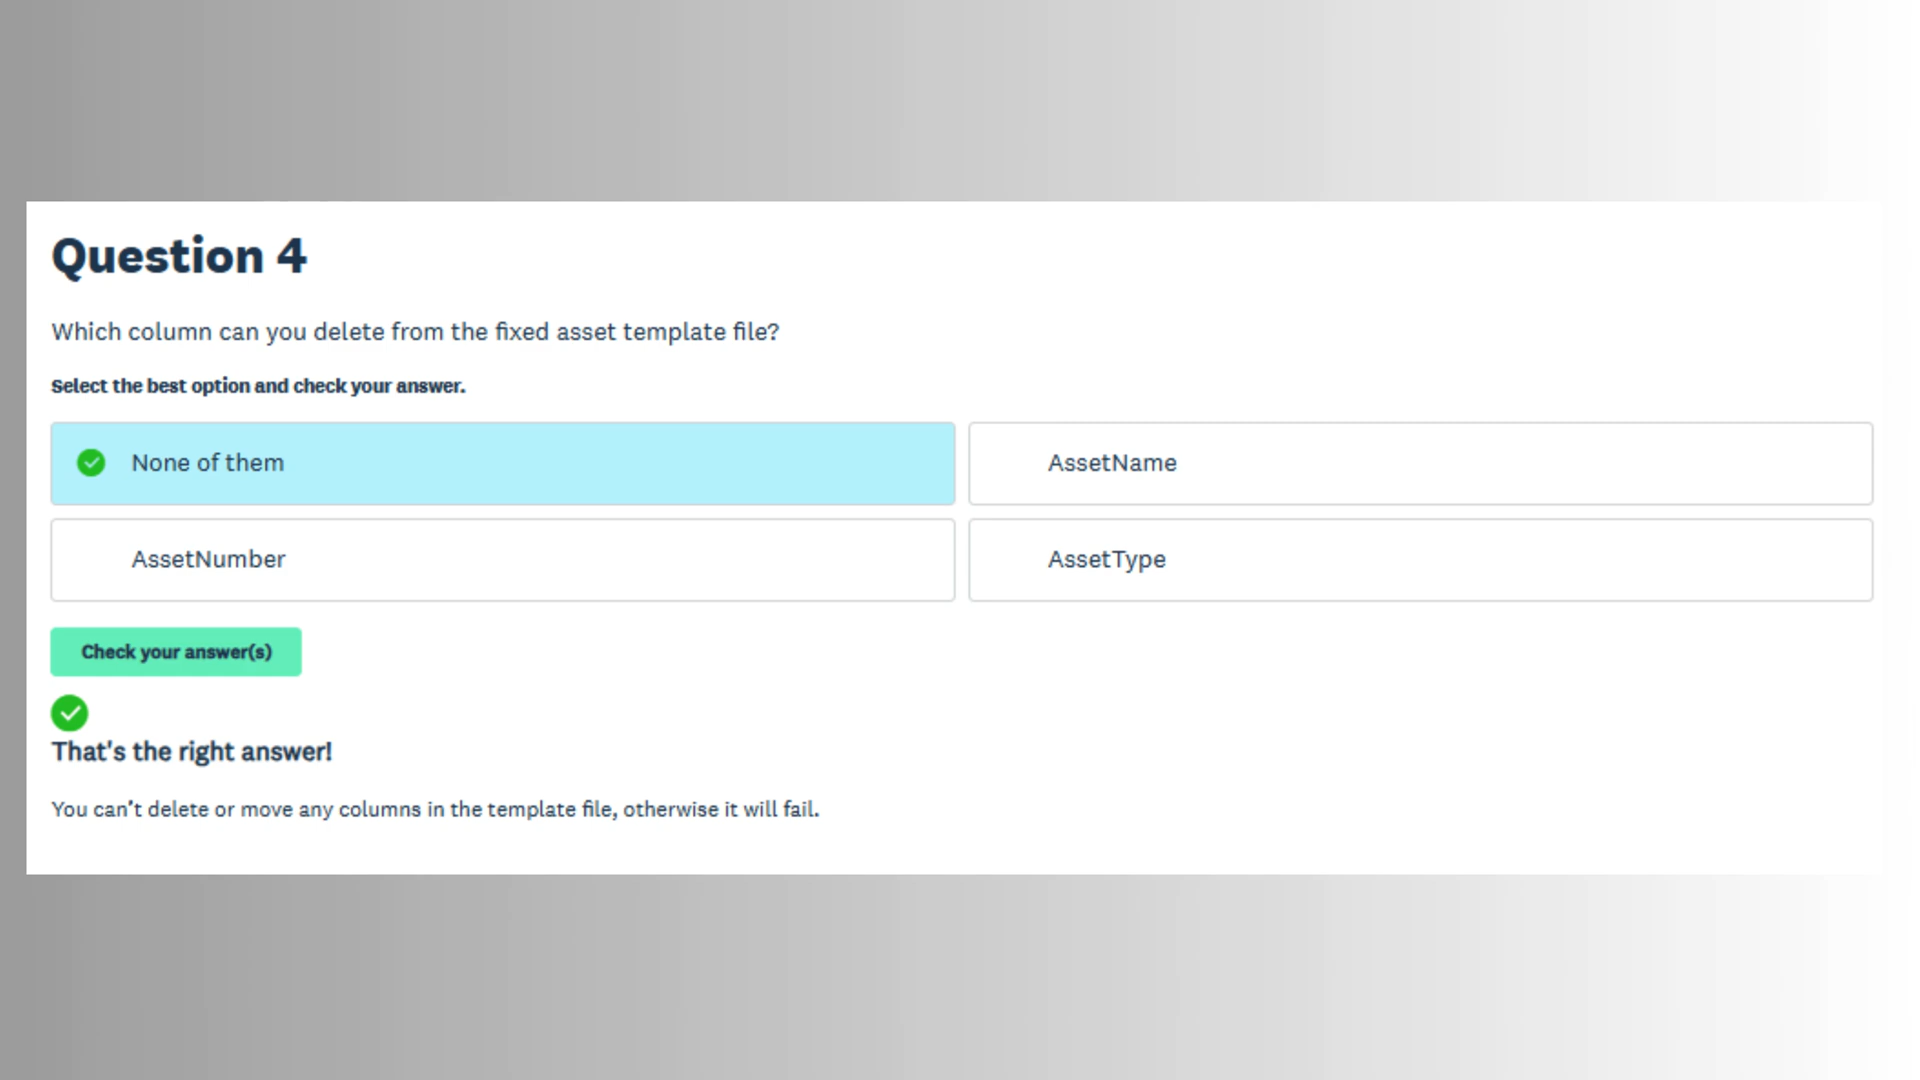 Question 4
Which column can you delete from the fixed asset template file?
Select the best option and check your answer.
None of them
AssetName
AssetNumber
AssetType
Check your answer(s)
That's the right answer!
You can’t delete or move any columns in the template file, otherwise it will fail.